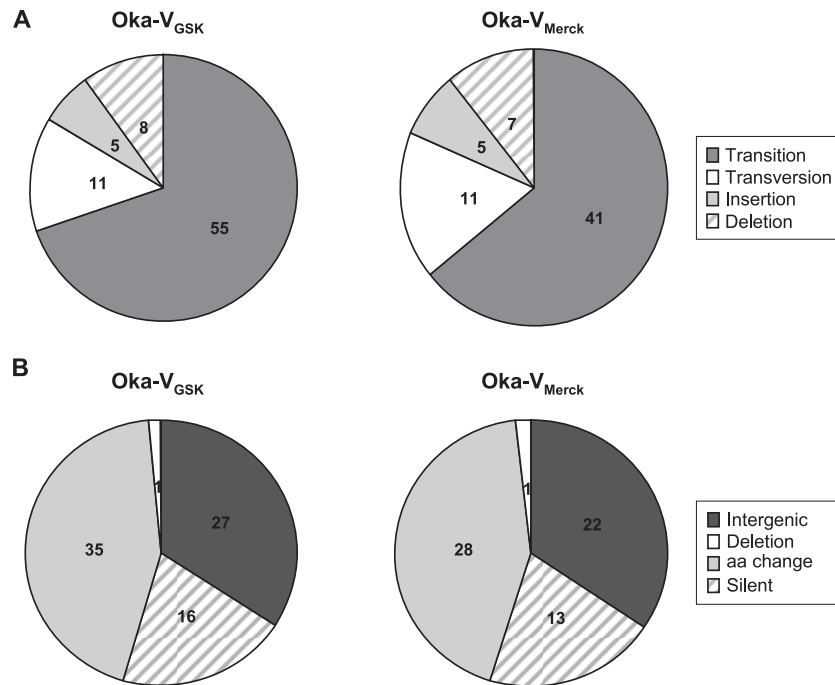 A
Oka-VGSK
Oka-VMerck
8
5
11
55
7
5
11
41
Transition
Transversion
Insertion
Deletion
B
Oka-VGSK
Oka-VMerck
1
27
35
16
1
22
28
13
Intergenic
Deletion
aa change
Silent